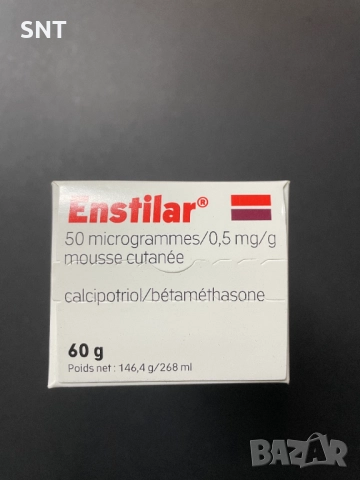 SNT
Enstilar®
50 microgrammes/0,5 mg/g
mousse cutanée
calcipotriol/bétaméthasone
60 g
Poids net : 146,4 g/268 ml
BAZAR